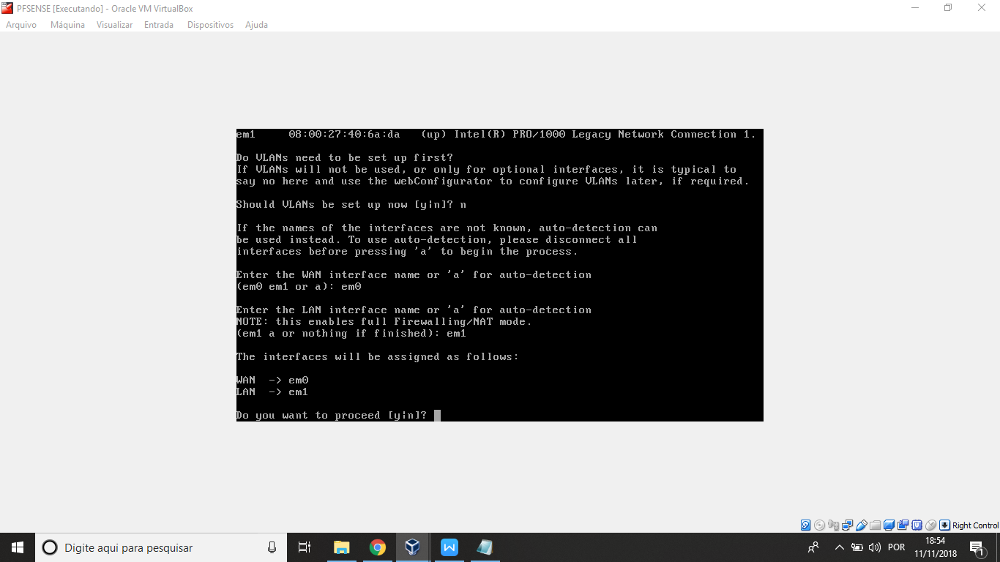 PFSENSE [Executando] - Oracle VM VirtualBox
Arquivo Máquina Visualizar Entrada Dispositivos Ajuda
em1     08:00:27:40:6a:da   (up) Intel(R) PRO/1000 Legacy Network Connection 1.
Do VLANs need to be set up first?
If VLANs will not be used, or only for optional interfaces, it is typical to
say no here and use the webConfigurator to configure VLANs later, if required.
Should VLANs be set up now [y|n]? n
If the names of the interfaces are not known, auto-detection can
be used instead. To use auto-detection, please disconnect all
interfaces before pressing 'a' to begin the process.
Enter the WAN interface name or 'a' for auto-detection
(em0 em1 or a): em0
Enter the LAN interface name or 'a' for auto-detection
NOTE: this enables full Firewalling/NAT mode.
(em1 a or nothing if finished): em1
The interfaces will be assigned as follows:
WAN  -> em0
LAN  -> em1
Do you want to proceed [y|n]?
Right Control
Digite aqui para pesquisar
W
POR
18:54
11/11/2018
1